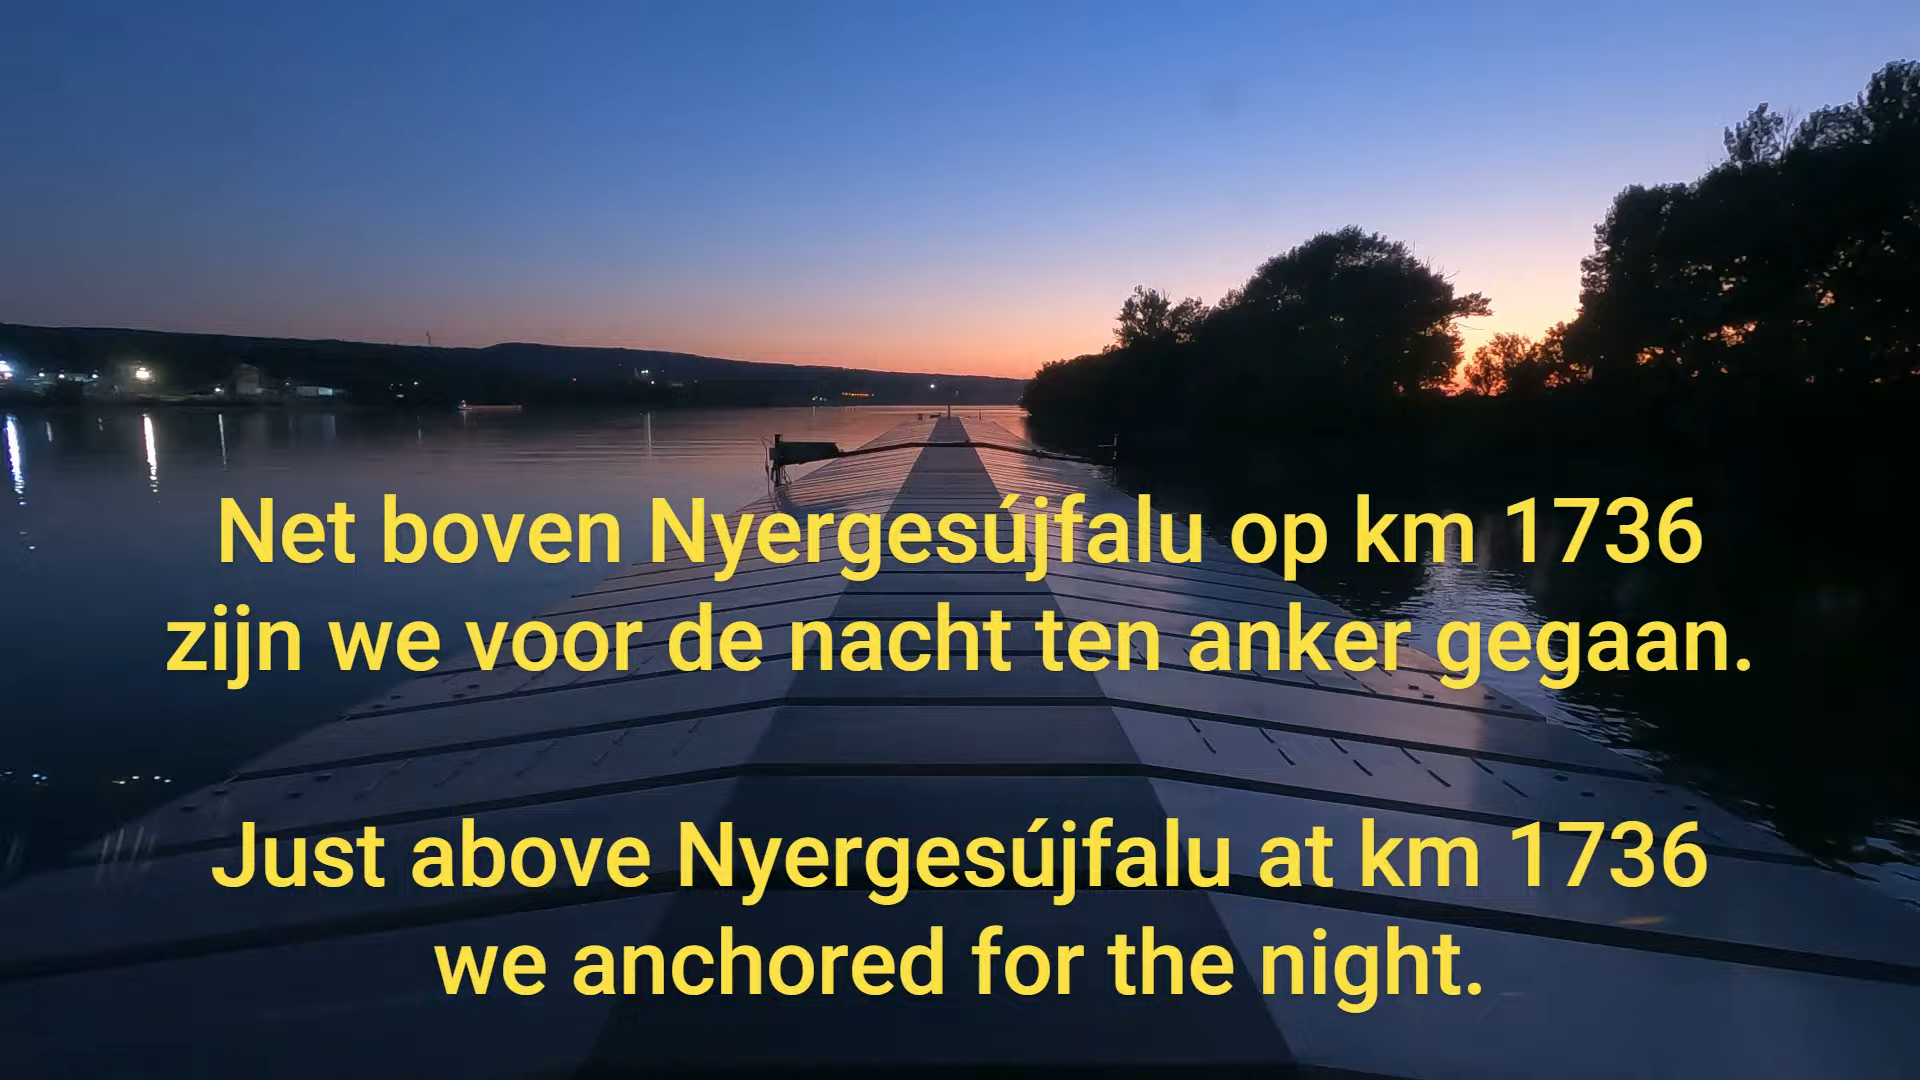 Net boven Nyergesújfalu op km 1736
zijn we voor de nacht ten anker gegaan.
Just above Nyergesújfalu at km 1736
we anchored for the night.